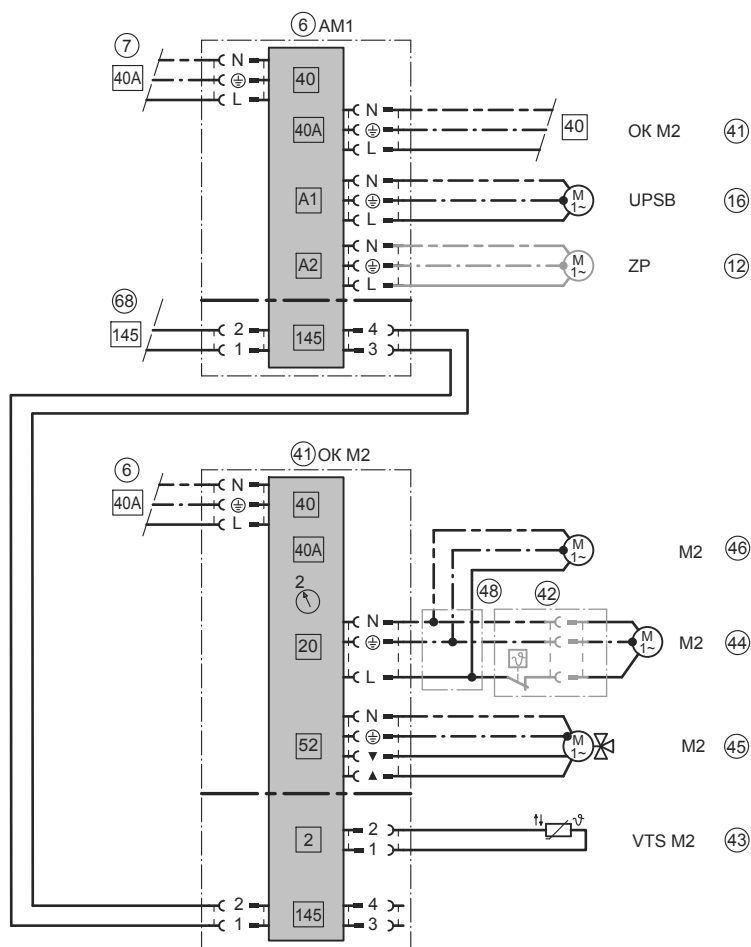 6 AM1
7
N
40A
L
40
40A
N
L
40
OK M2
41
A1
N
L
M
1~
UPSB
16
A2
N
L
M
1~
ZP
12
68
145
2
1
145
4
3
41 OK M2
6
N
40A
L
40
40A
2
M
1~
M2
46
48
42
20
N
L
ϑ
M
1~
M2
44
52
N
▼
▲
M
1~
M2
45
2
2
1
↑↓ ϑ
VTS M2
43
2
1
145
4
3